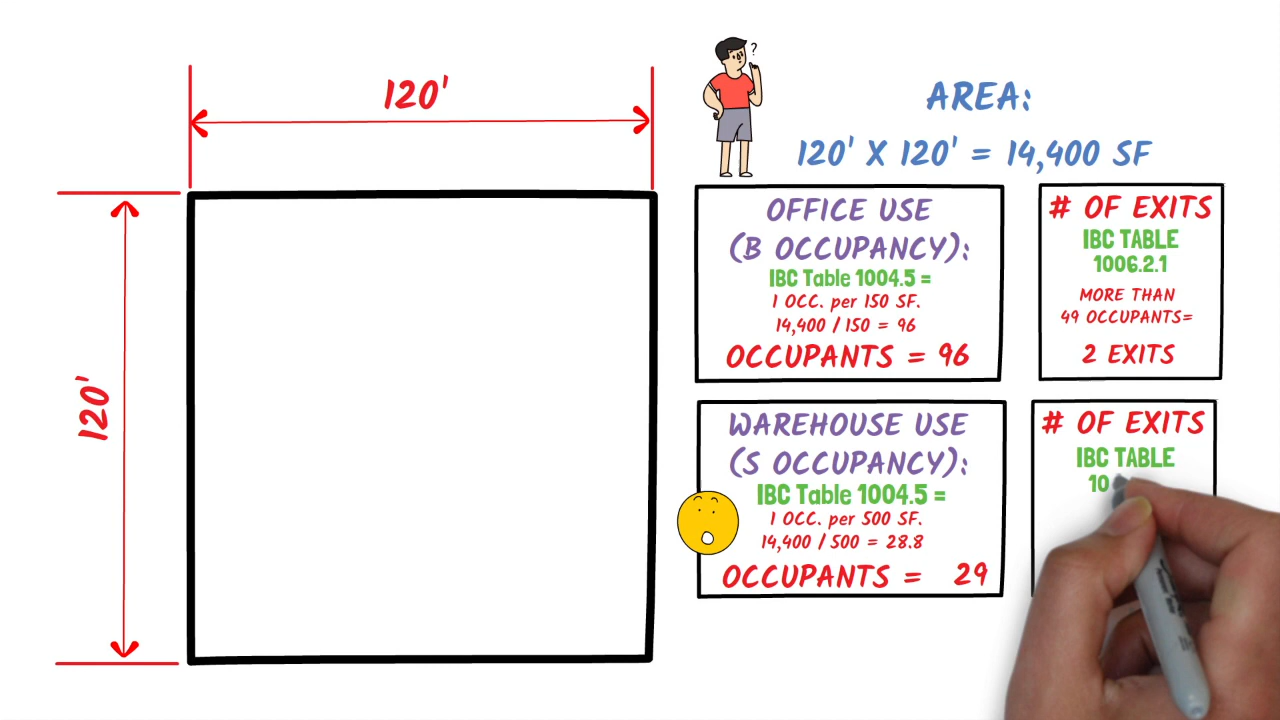 120'
120'
?
AREA:
120' X 120' = 14,400 SF
OFFICE USE
(B OCCUPANCY):
IBC Table 1004.5 =
1 OCC. per 150 SF.
14,400 / 150 = 96
OCCUPANTS = 96
# OF EXITS
IBC TABLE
1006.2.1
MORE THAN
49 OCCUPANTS=
2 EXITS
WAREHOUSE USE
(S OCCUPANCY):
IBC Table 1004.5 =
1 OCC. per 500 SF.
14,400 / 500 = 28.8
OCCUPANTS = 29
# OF EXITS
IBC TABLE
10